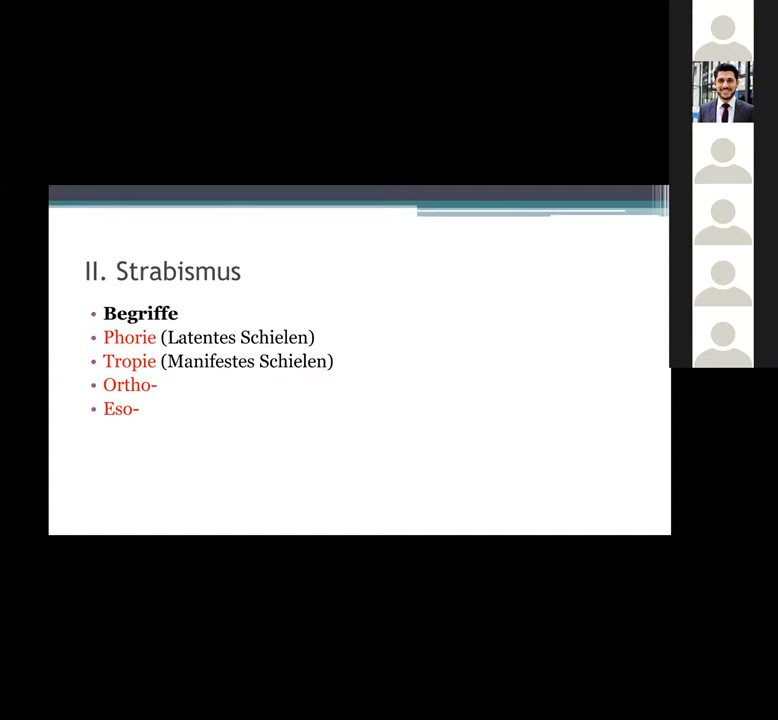 II. Strabismus
• Begriffe
• Phorie (Latentes Schielen)
• Tropie (Manifestes Schielen)
• Ortho-
• Eso-